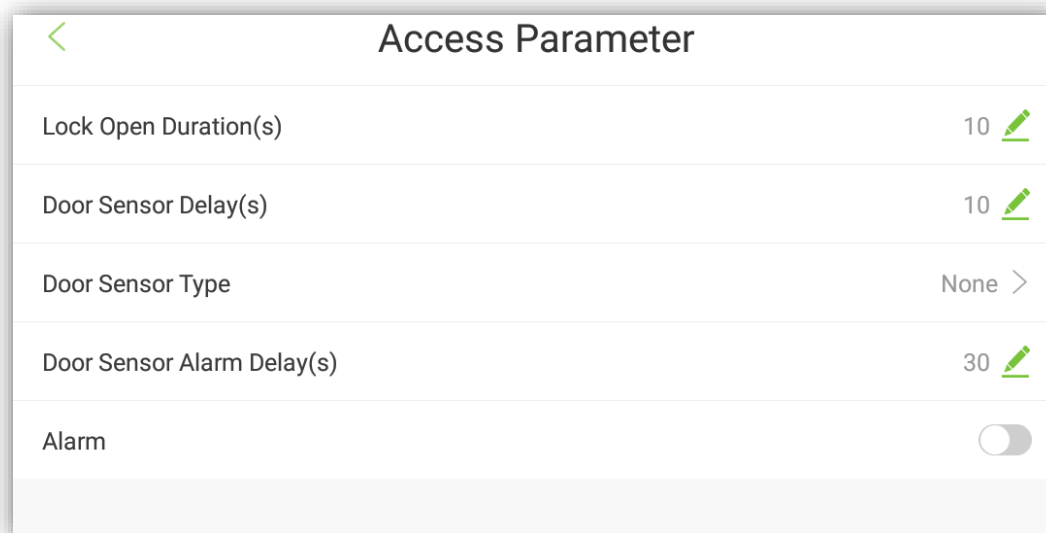 Access Parameter
Lock Open Duration(s) 10
Door Sensor Delay(s) 10
Door Sensor Type None
Door Sensor Alarm Delay(s) 30
Alarm